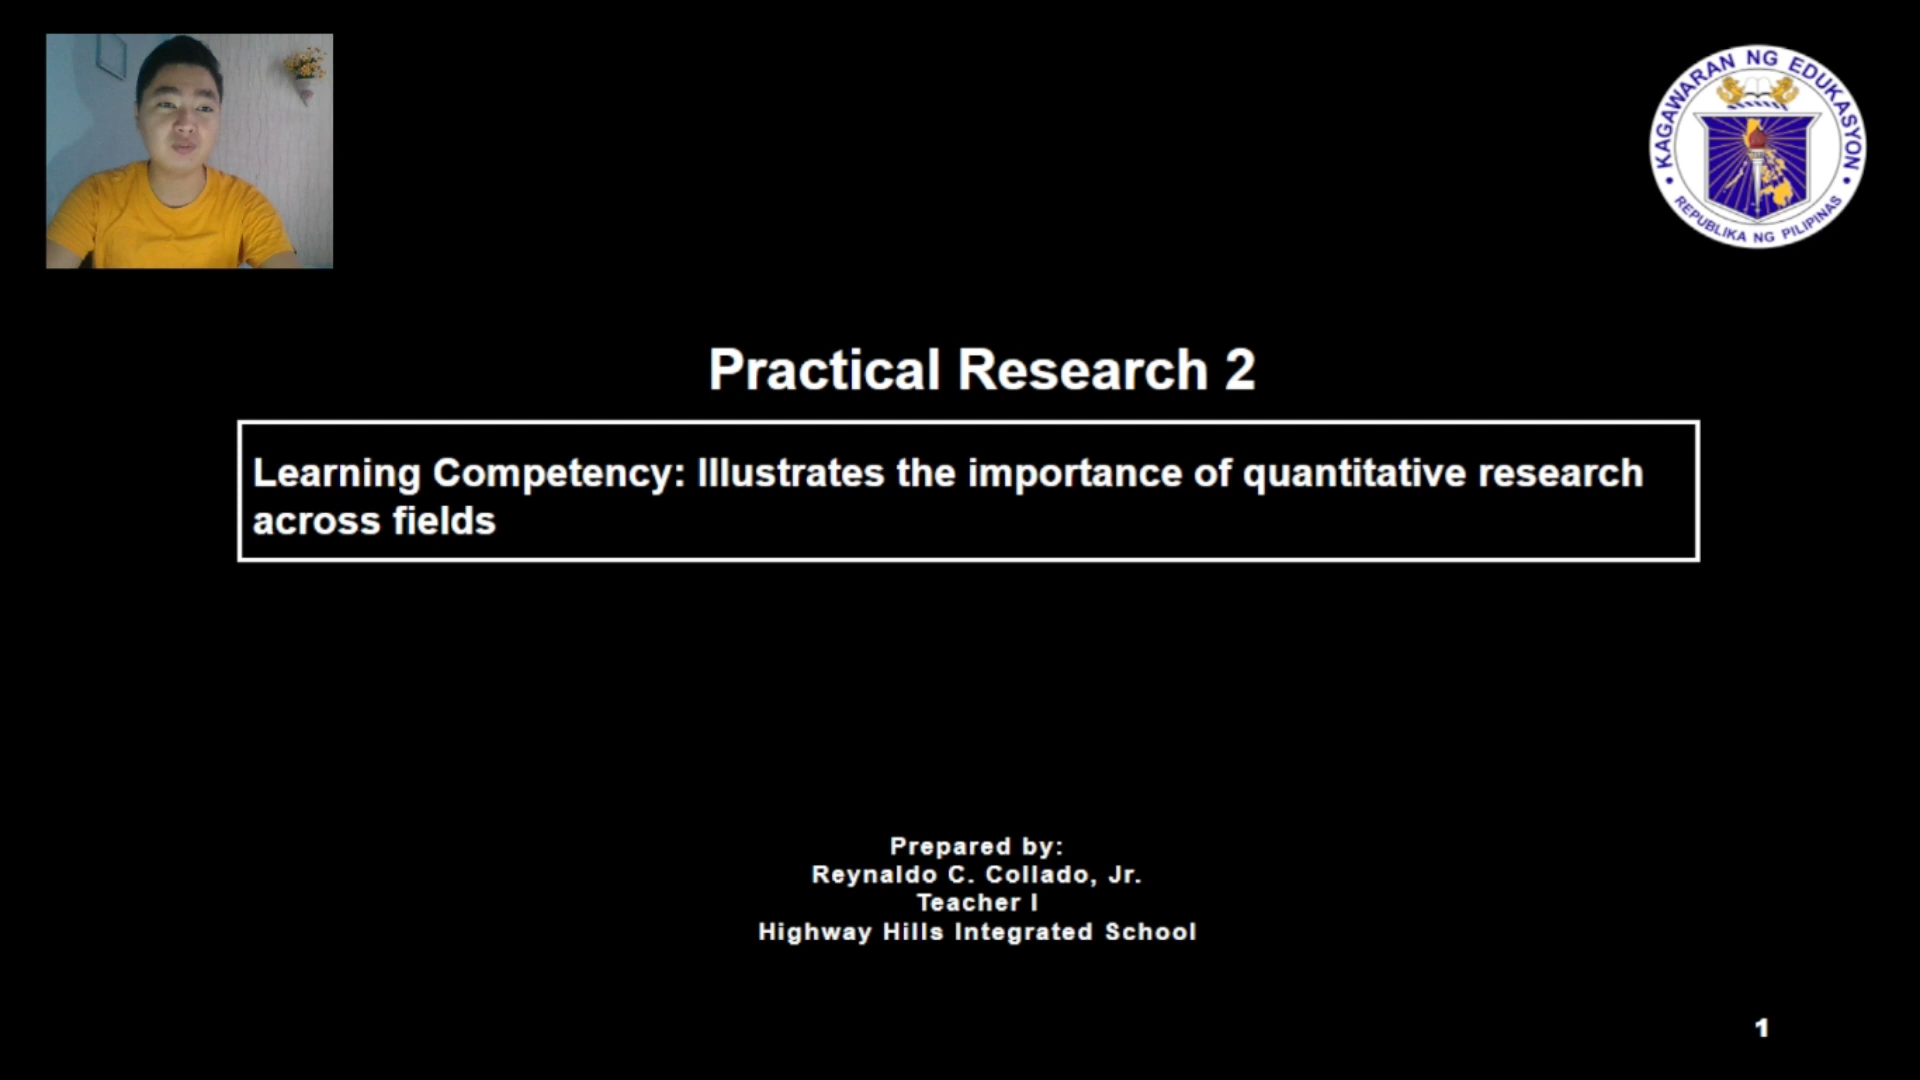 KAGAWARAN NG EDUKASYON
REPUBLIKA NG PILIPINAS
Practical Research 2
Learning Competency: Illustrates the importance of quantitative research
across fields
Prepared by:
Reynaldo C. Collado, Jr.
Teacher I
Highway Hills Integrated School
1